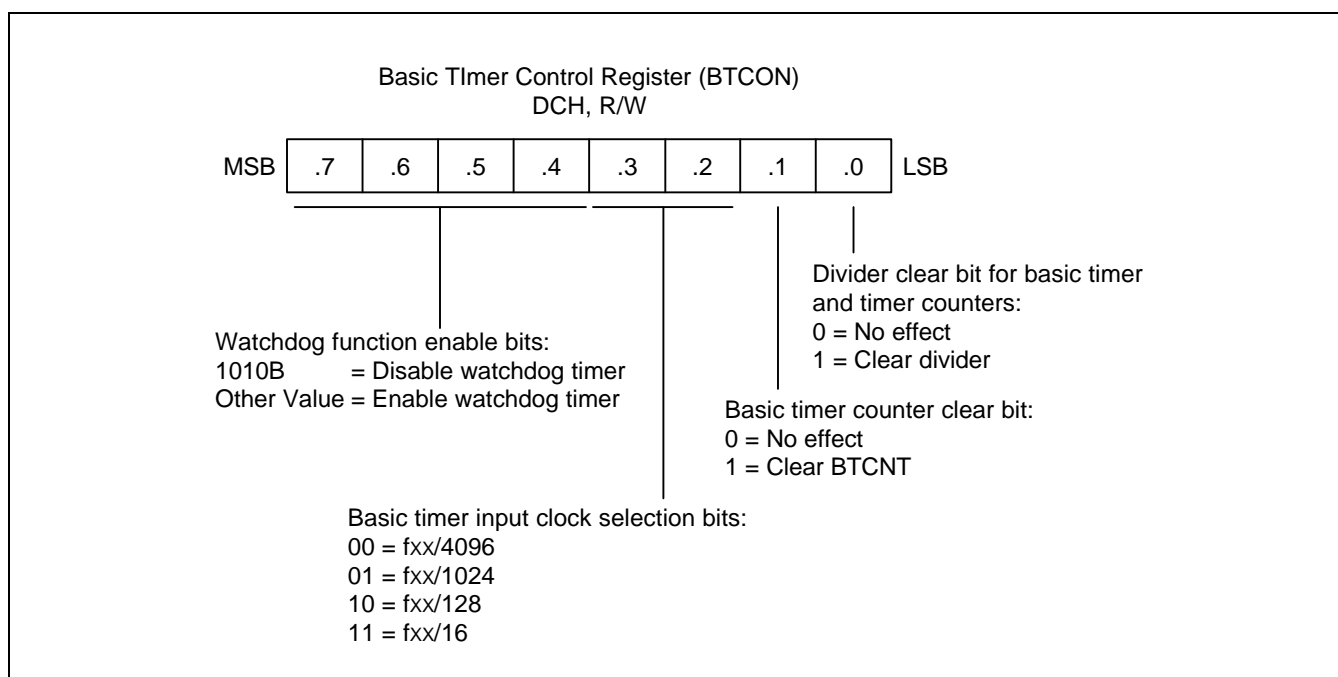 Basic TImer Control Register (BTCON)
DCH, R/W
MSB .7 .6 .5 .4 .3 .2 .1 .0 LSB
Divider clear bit for basic timer
and timer counters:
0 = No effect
1 = Clear divider
Watchdog function enable bits:
1010B = Disable watchdog timer
Other Value = Enable watchdog timer
Basic timer counter clear bit:
0 = No effect
1 = Clear BTCNT
Basic timer input clock selection bits:
00 = fxx/4096
01 = fxx/1024
10 = fxx/128
11 = fxx/16